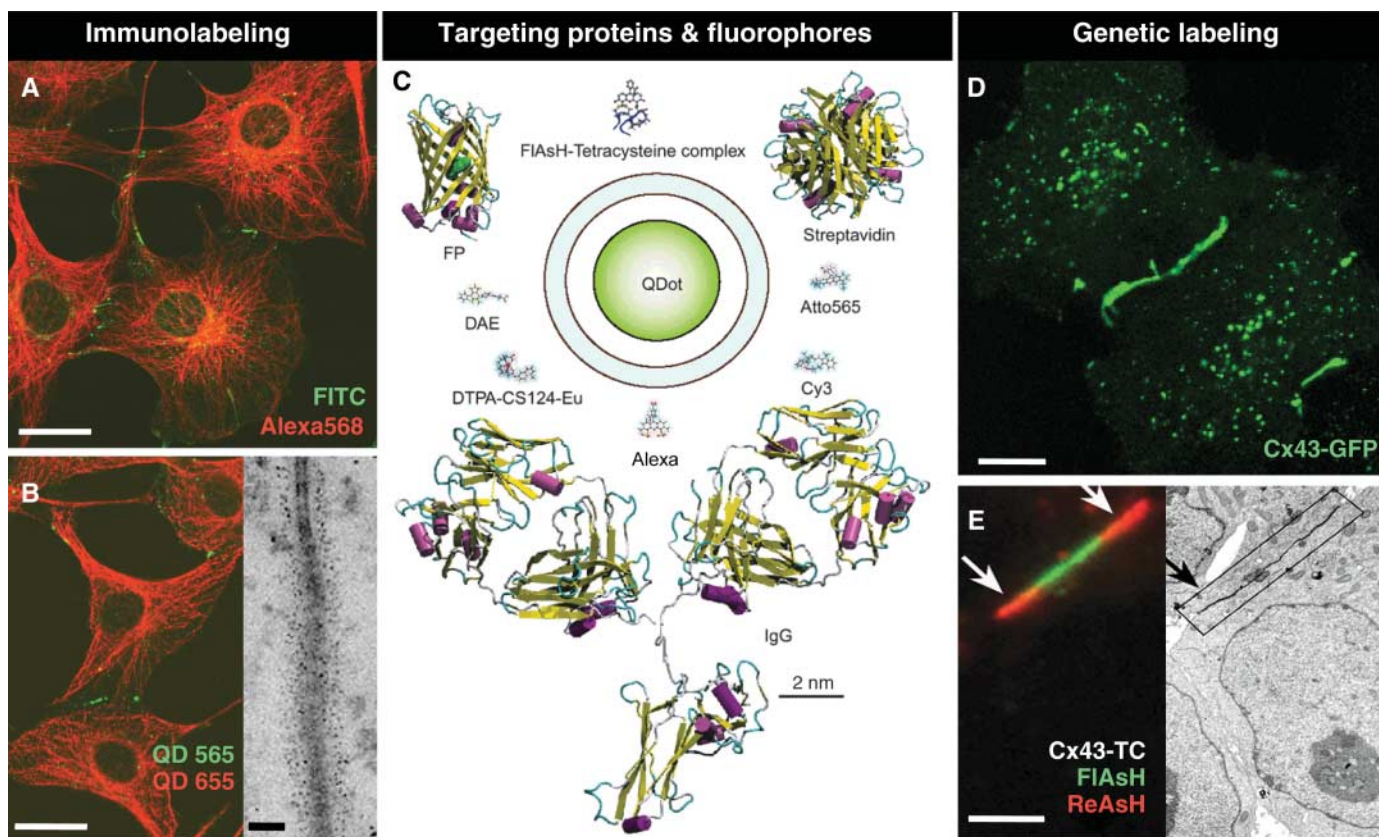 Immunolabeling
Targeting proteins & fluorophores
Genetic labeling
A
FITC
Alexa568
B
QD 565
QD 655
C
FlAsH-Tetracysteine complex
FP
Streptavidin
QDot
DAE
Atto565
DTPA-CS124-Eu
Cy3
Alexa
IgG
2 nm
D
Cx43-GFP
E
Cx43-TC
FlAsH
ReAsH